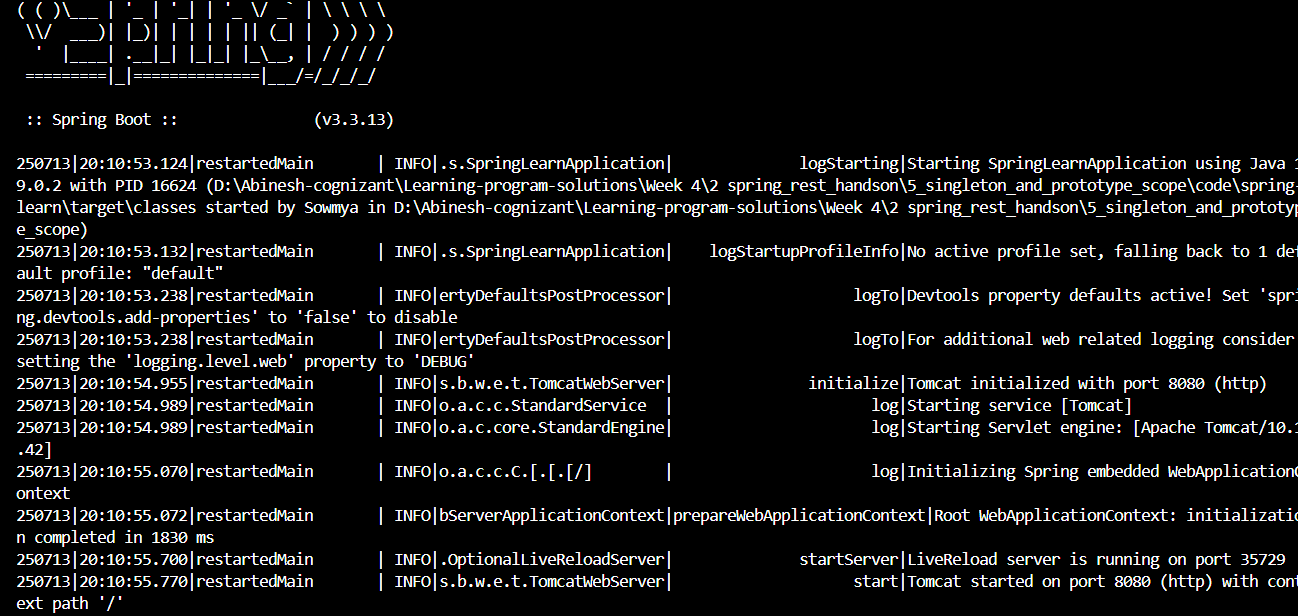 ( ( )\___ | '_ | '_| | '_ \/ _` | \ \ \ \
 \\/  ___)| |_)| | | | | || (_| |  ) ) ) )
  '  |____| .__|_| |_|_| |_\__, | / / / /
 =========|_|==============|___/=/_/_/_/

 :: Spring Boot ::               (v3.3.13)

250713|20:10:53.124|restartedMain       | INFO|.s.SpringLearnApplication|              logStarting|Starting SpringLearnApplication using Java 1
9.0.2 with PID 16624 (D:\Abinesh-cognizant\Learning-program-solutions\Week 4\2 spring_rest_handson\5_singleton_and_prototype_scope\code\spring-
learn\target\classes started by Sowmya in D:\Abinesh-cognizant\Learning-program-solutions\Week 4\2 spring_rest_handson\5_singleton_and_prototyp
e_scope)
250713|20:10:53.132|restartedMain       | INFO|.s.SpringLearnApplication|    logStartupProfileInfo|No active profile set, falling back to 1 def
ault profile: "default"
250713|20:10:53.238|restartedMain       | INFO|ertyDefaultsPostProcessor|                    logTo|Devtools property defaults active! Set 'spri
ng.devtools.add-properties' to 'false' to disable
250713|20:10:53.238|restartedMain       | INFO|ertyDefaultsPostProcessor|                    logTo|For additional web related logging consider
setting the 'logging.level.web' property to 'DEBUG'
250713|20:10:54.955|restartedMain       | INFO|s.b.w.e.t.TomcatWebServer|               initialize|Tomcat initialized with port 8080 (http)
250713|20:10:54.989|restartedMain       | INFO|o.a.c.c.StandardService  |                      log|Starting service [Tomcat]
250713|20:10:54.989|restartedMain       | INFO|o.a.c.core.StandardEngine|                      log|Starting Servlet engine: [Apache Tomcat/10.1
.42]
250713|20:10:55.070|restartedMain       | INFO|o.a.c.c.C.[.[.[/]        |                      log|Initializing Spring embedded WebApplicationC
ontext
250713|20:10:55.072|restartedMain       | INFO|bServerApplicationContext|prepareWebApplicationContext|Root WebApplicationContext: initializatio
n completed in 1830 ms
250713|20:10:55.700|restartedMain       | INFO|.OptionalLiveReloadServer|              startServer|LiveReload server is running on port 35729
250713|20:10:55.770|restartedMain       | INFO|s.b.w.e.t.TomcatWebServer|                    start|Tomcat started on port 8080 (http) with cont
ext path '/'